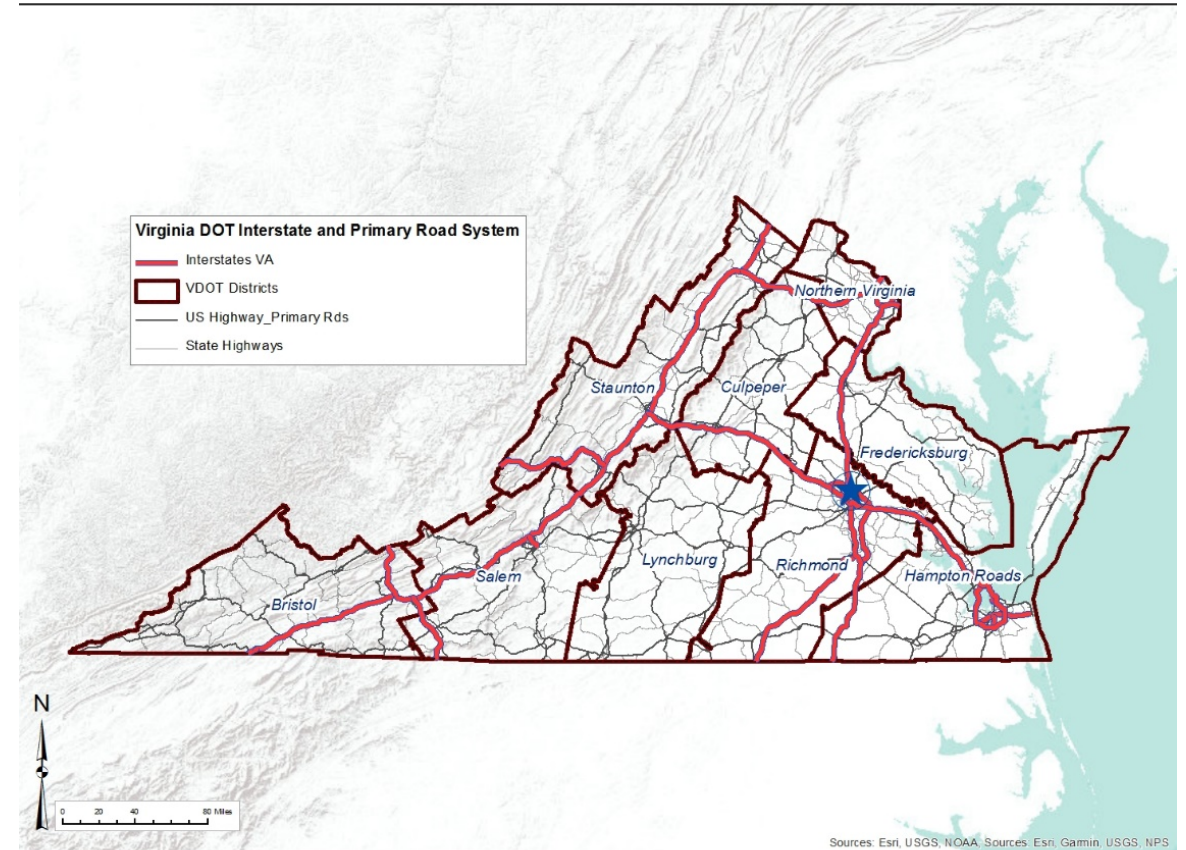 Virginia DOT Interstate and Primary Road System
Interstates VA
VDOT Districts
US Highway_Primary Rds
State Highways
Northern Virginia
Staunton
Culpeper
Fredericksburg
Lynchburg
Richmond
Hampton Roads
Salem
Bristol
N
0 20 40 80 Miles
Sources: Esri, USGS, NOAA, Sources: Esri, Garmin, USGS, NPS